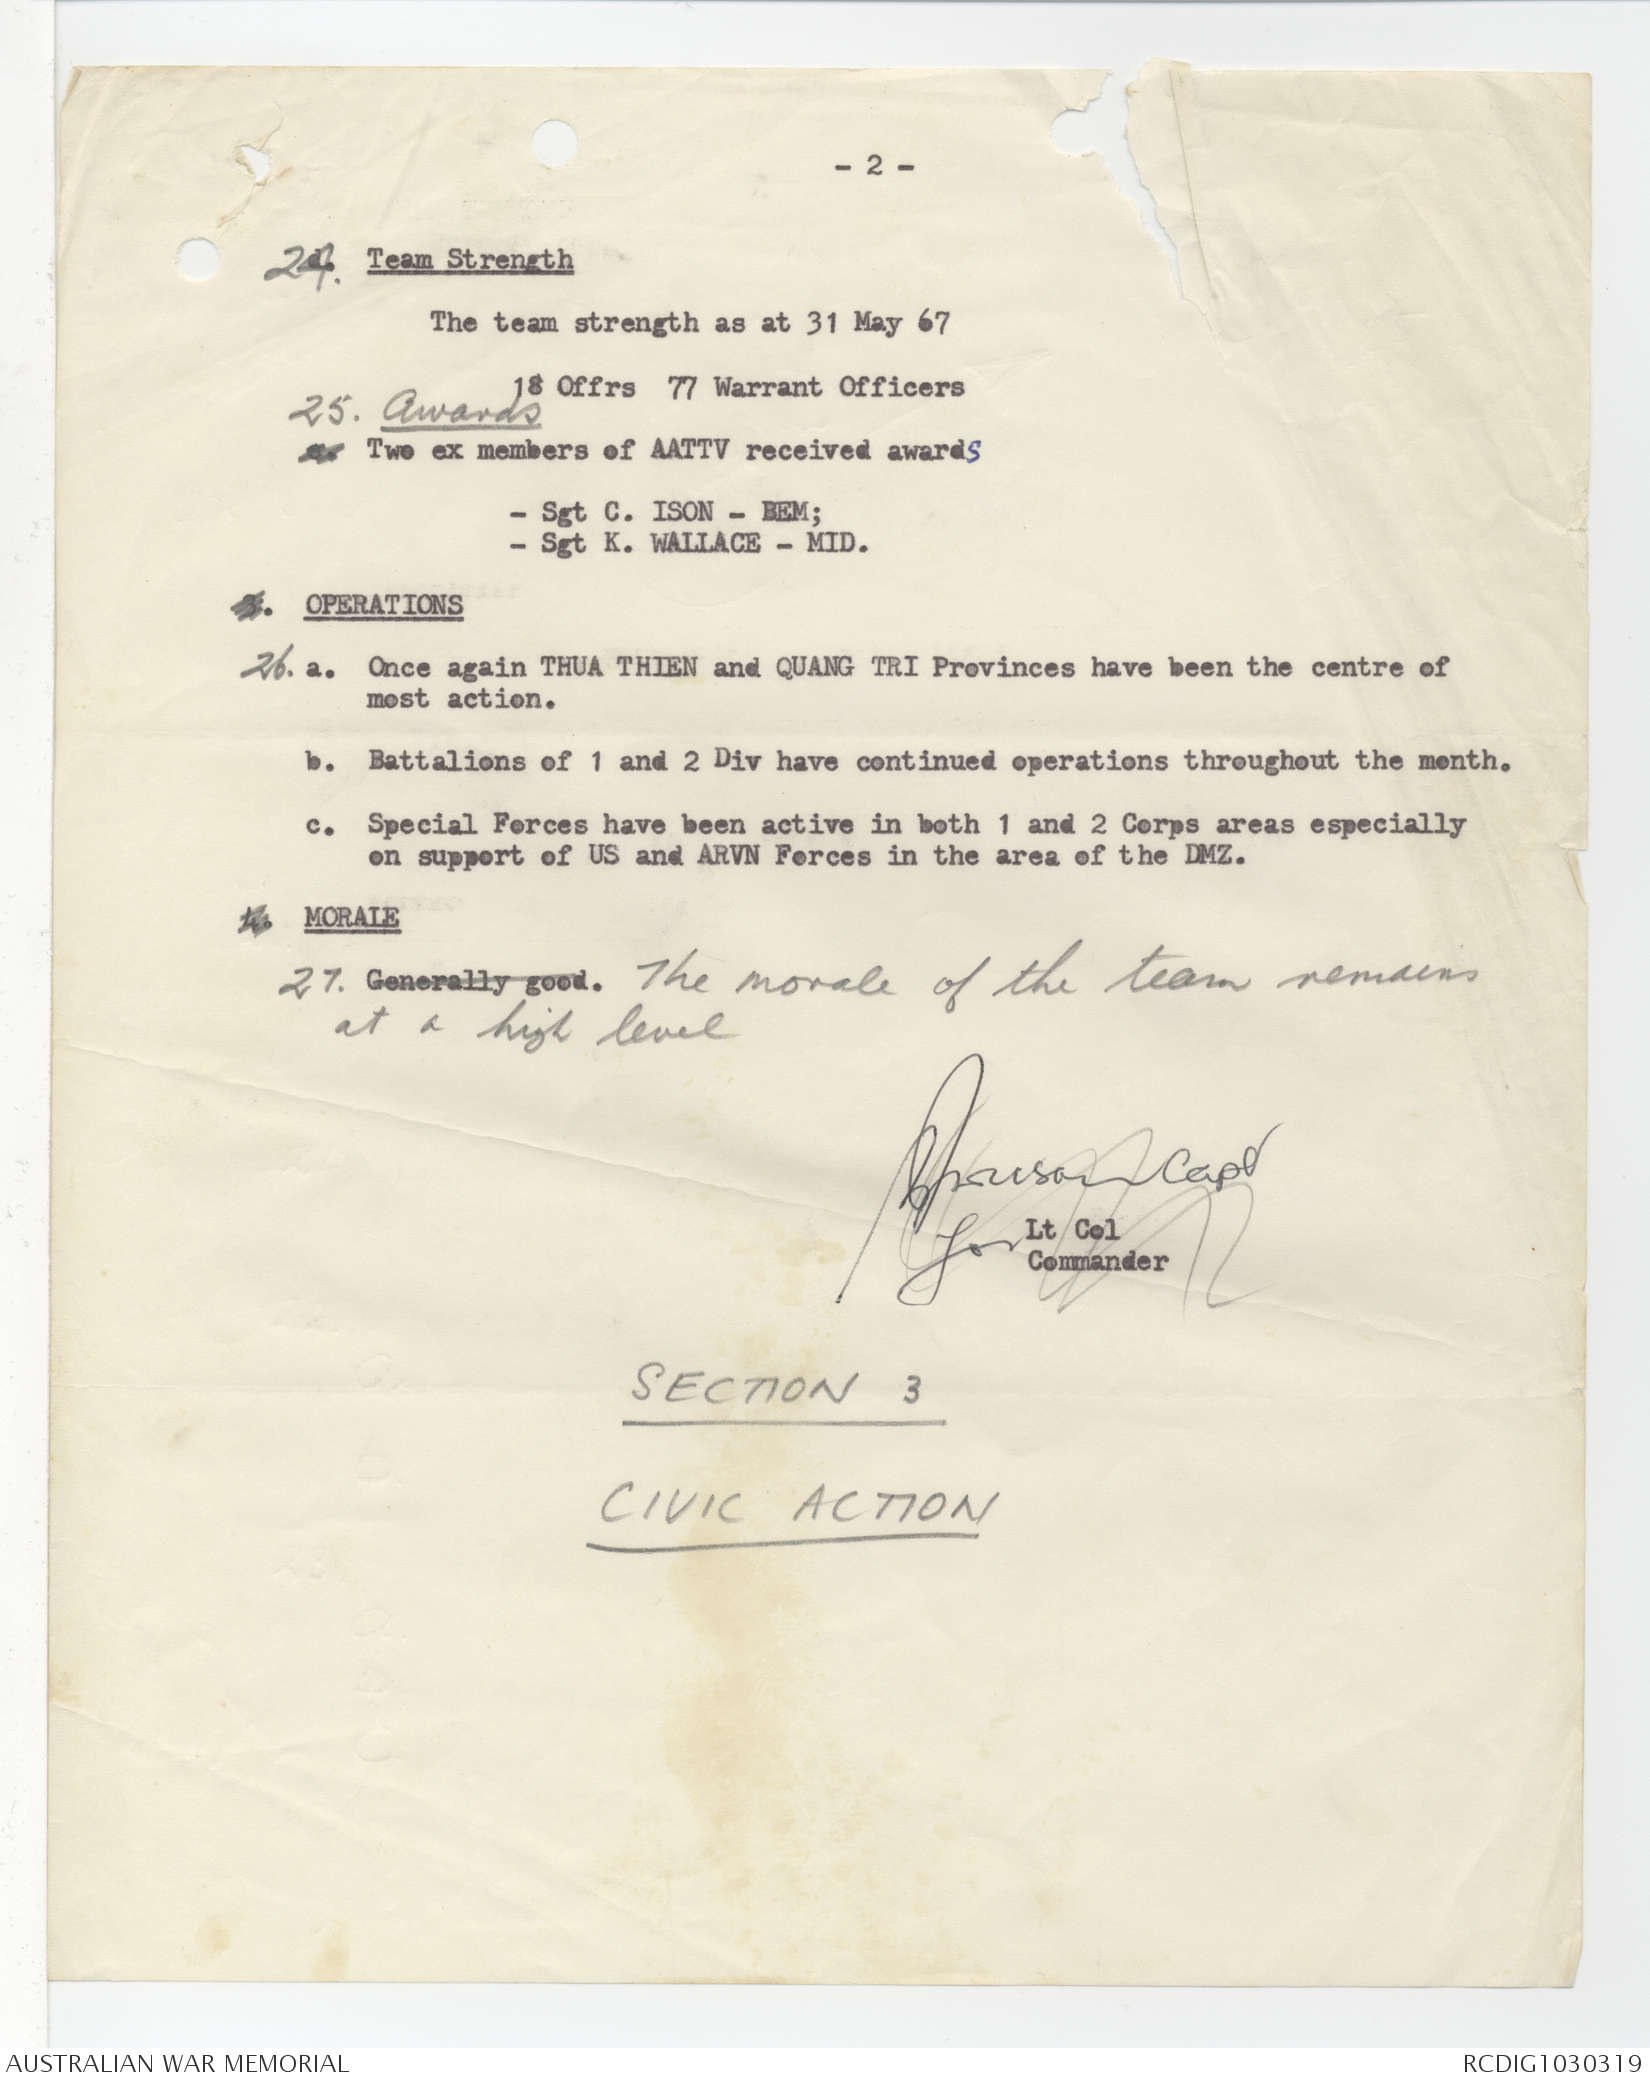 - 2 -
24. Team Strength
The team strength as at 31 May 67
18 Offrs 77 Warrant Officers
25. Awards
Two ex members of AATTV received awards
- Sgt C. ISON - BEM;
- Sgt K. WALLACE - MID.
OPERATIONS
26. a. Once again THUA THIEN and QUANG TRI Provinces have been the centre of
most action.
b. Battalions of 1 and 2 Div have continued operations throughout the month.
c. Special Forces have been active in both 1 and 2 Corps areas especially
on support of US and ARVN Forces in the area of the DMZ.
4. MORALE
27. Generally good. The morale of the team remains
at a high level
Capt
for Lt Col
Commander
SECTION 3
CIVIC ACTION
AUSTRALIAN WAR MEMORIAL
RCDIG1030319